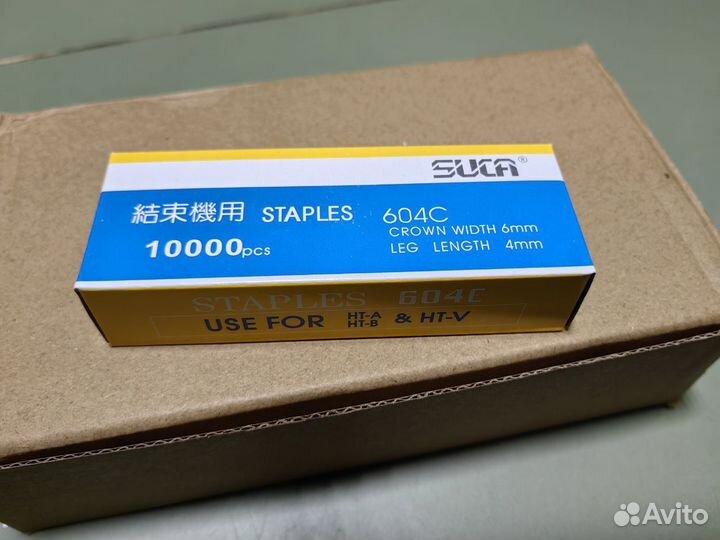 SUCA®
結束機用 STAPLES 604C
CROWN WIDTH 6mm
10000pcs
LEG LENGTH 4mm
STAPLES 604C
USE FOR HT-A HT-B & HT-V
Avito